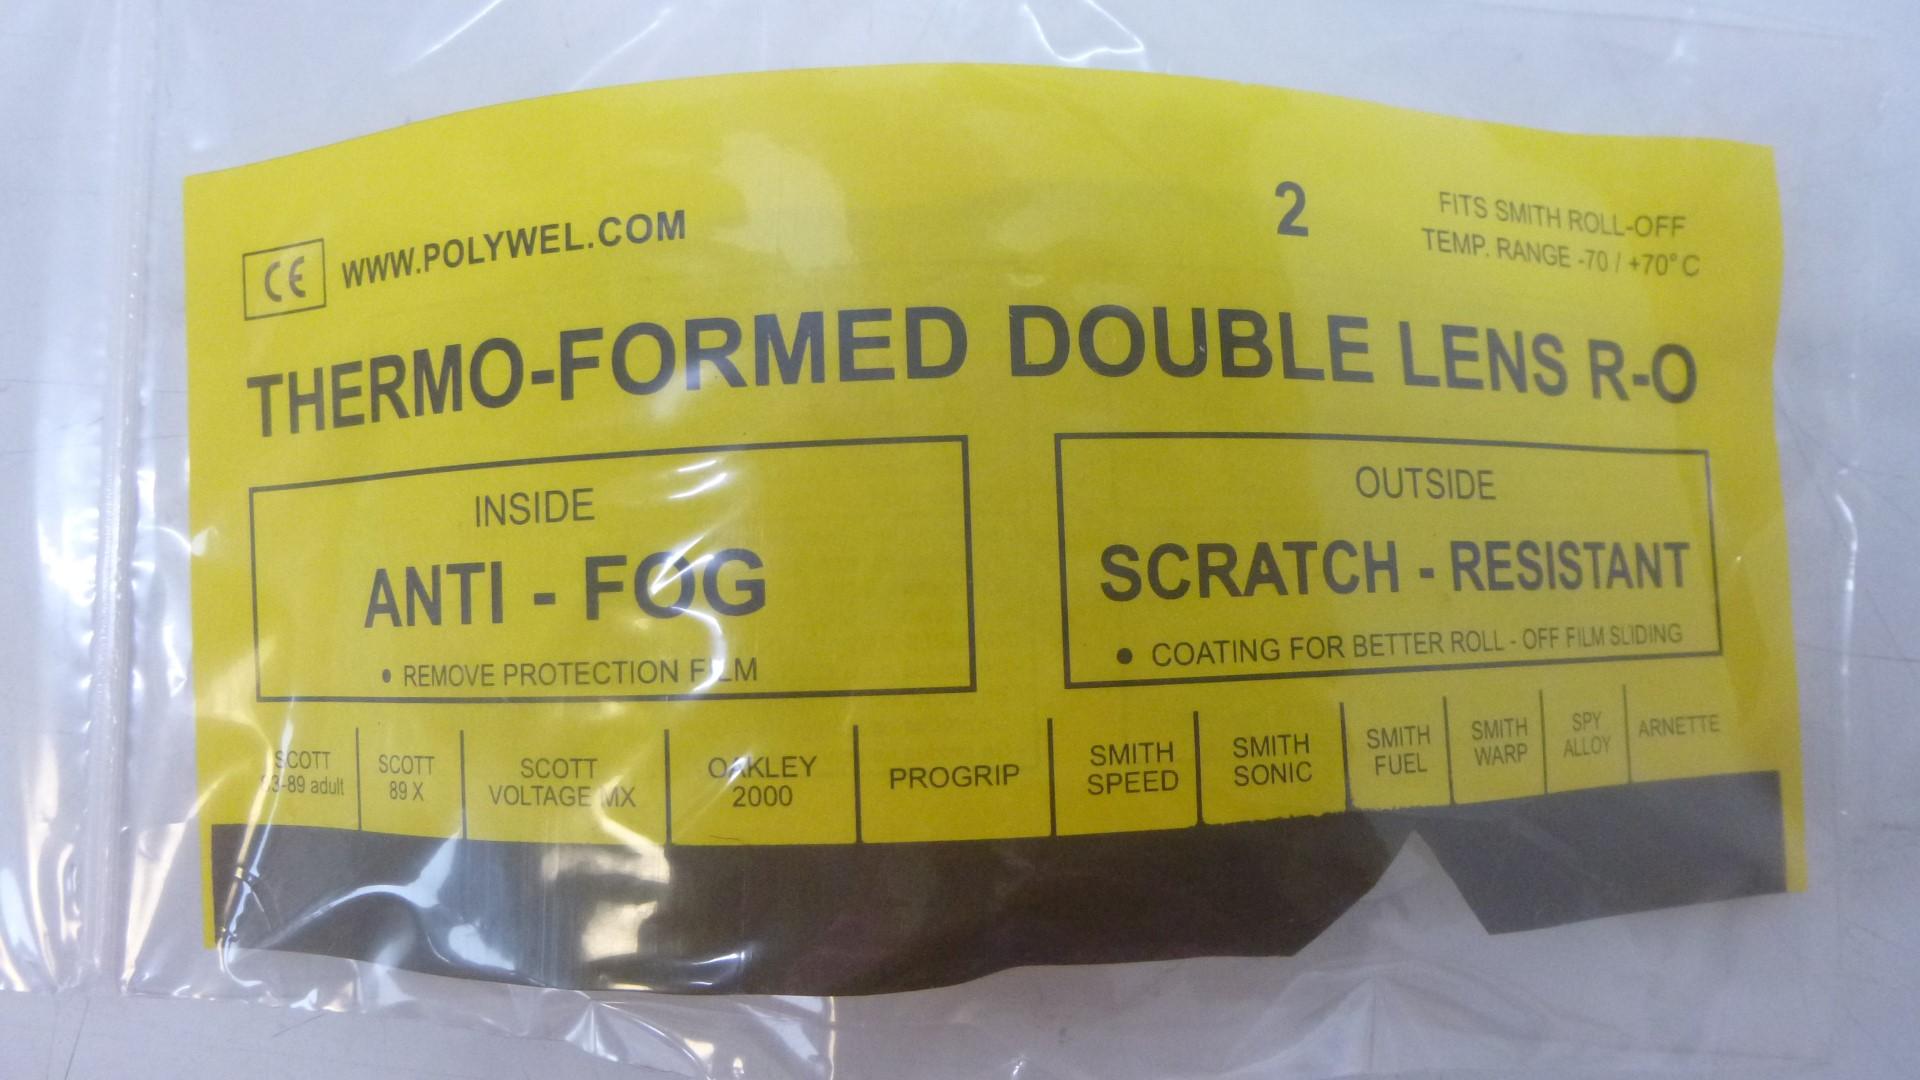 CE WWW.POLYWEL.COM
2
FITS SMITH ROLL-OFF
TEMP. RANGE -70 / +70° C
THERMO-FORMED DOUBLE LENS R-O
INSIDE
ANTI - FOG
• REMOVE PROTECTION FILM
OUTSIDE
SCRATCH - RESISTANT
• COATING FOR BETTER ROLL - OFF FILM SLIDING
SCOTT
adult
SCOTT
89 X
SCOTT
VOLTAGE MX
OAKLEY
2000
PROGRIP
SMITH
SPEED
SMITH
SONIC
SMITH
FUEL
SMITH
WARP
SPY
ALLOY
ARNETTE